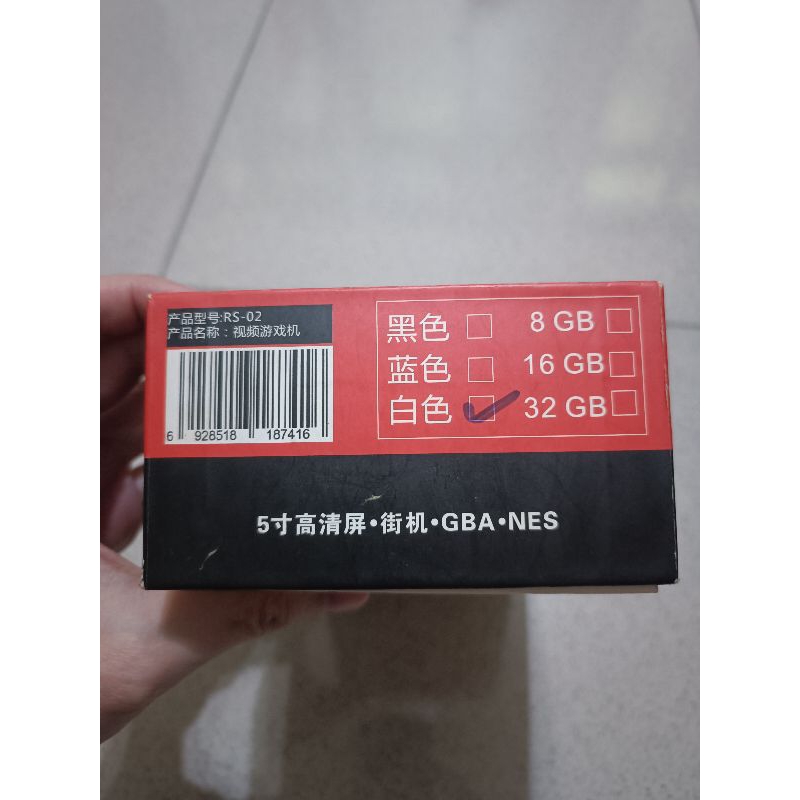 产品型号:RS-02
产品名称：视频游戏机
6 928518 187416
黑色 8 GB
蓝色 16 GB
白色 32 GB
5寸高清屏•街机•GBA•NES